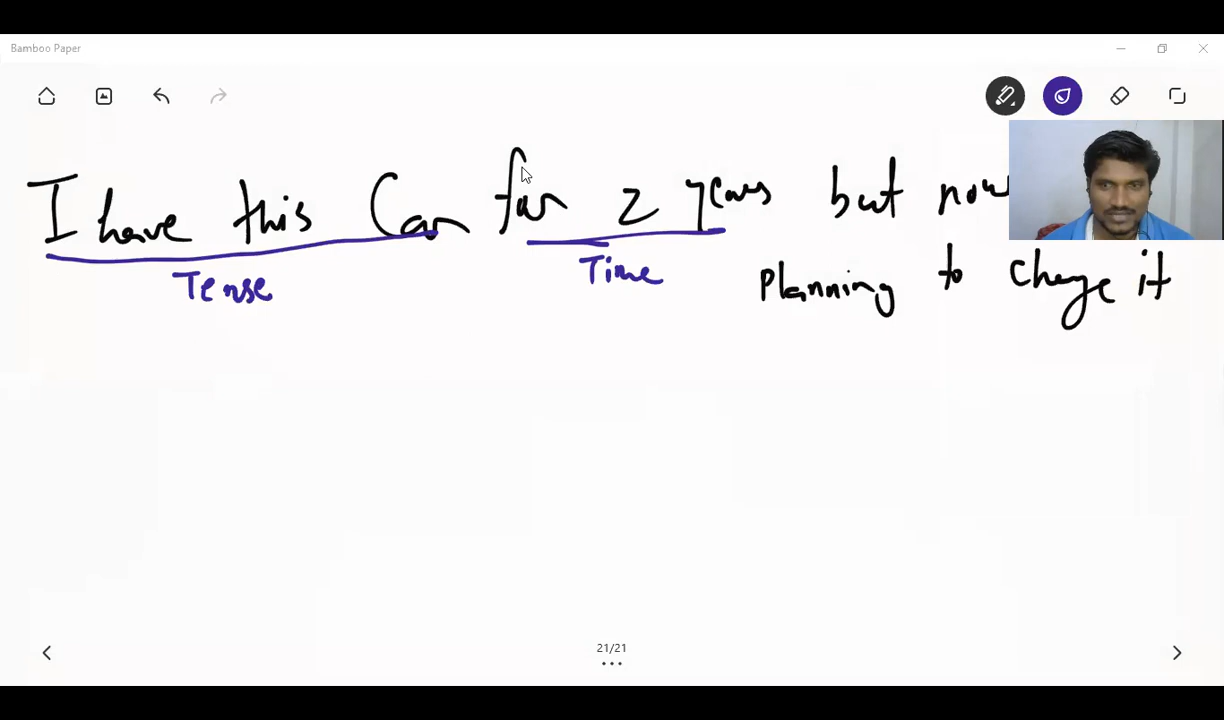 Bamboo Paper
I have this Car for 2 years but now
Tense Time planning to change it
21/21